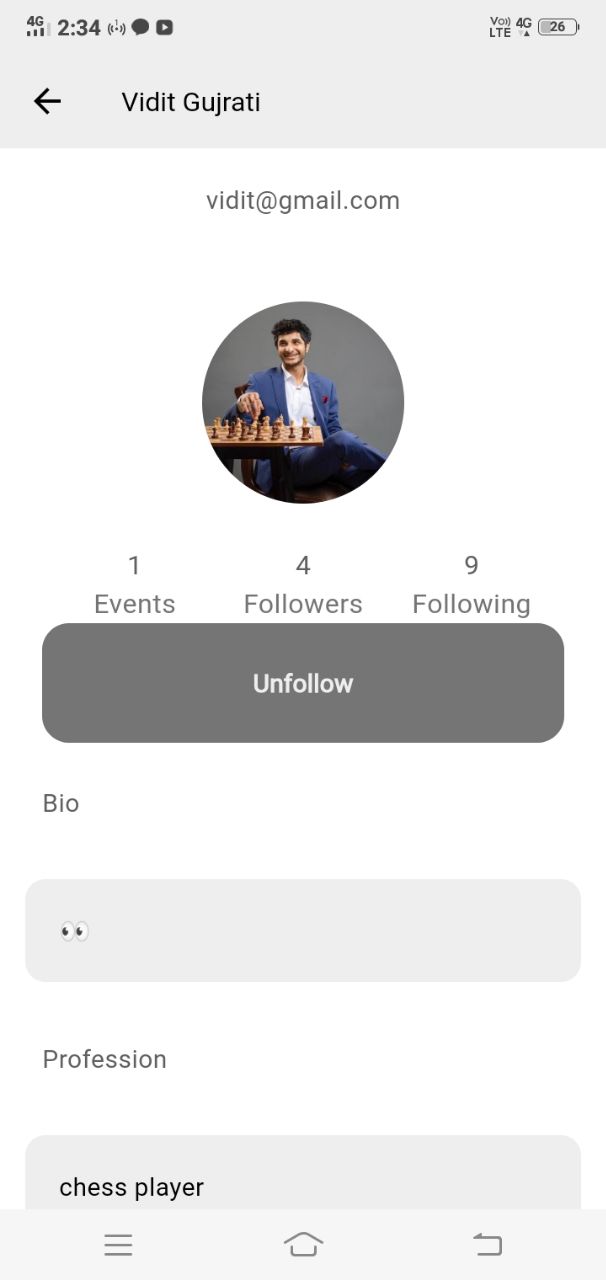 4G 2:34 Vo)) LTE 4G 26
Vidit Gujrati
vidit@gmail.com
1 4 9
Events Followers Following
Unfollow
Bio
👀
Profession
chess player